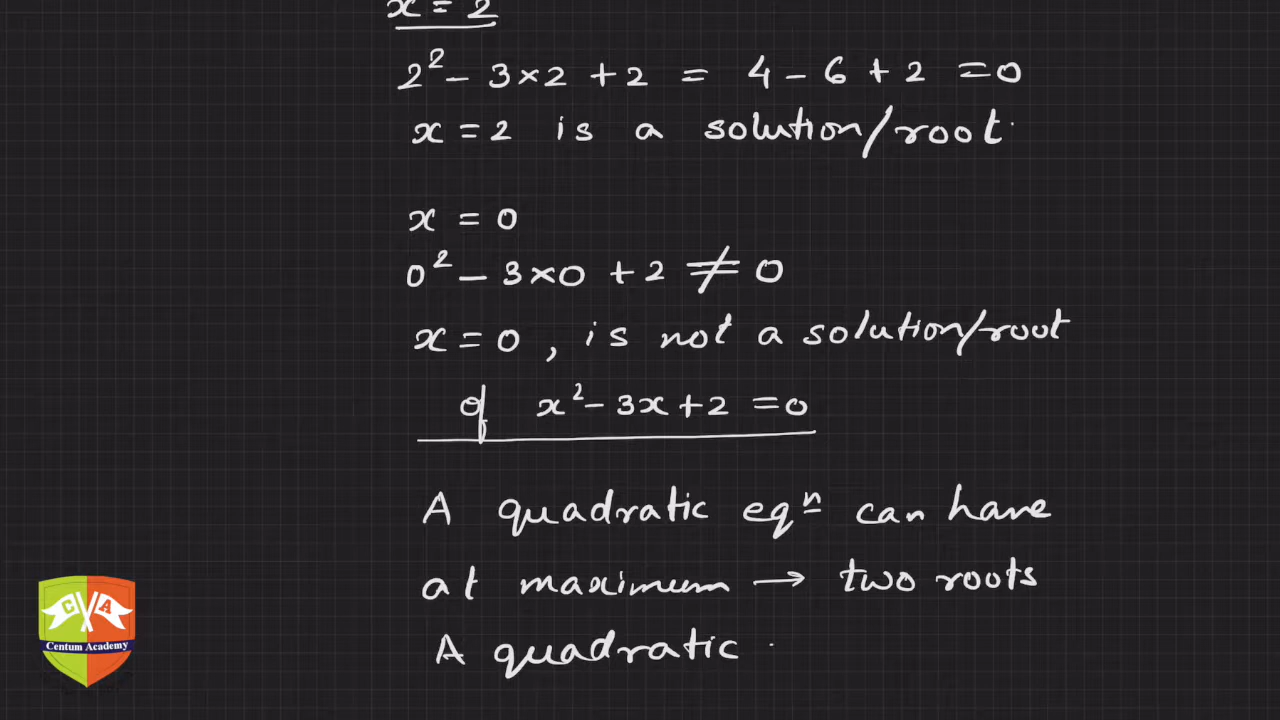 x = 2
2² - 3×2 + 2 = 4 - 6 + 2 = 0
x = 2 is a solution/root.
x = 0
0² - 3×0 + 2 ≠ 0
x = 0, is not a solution/root
of x² - 3x + 2 = 0
A quadratic eqⁿ can have
at maximum → two roots
A quadratic
C A
Centum Academy